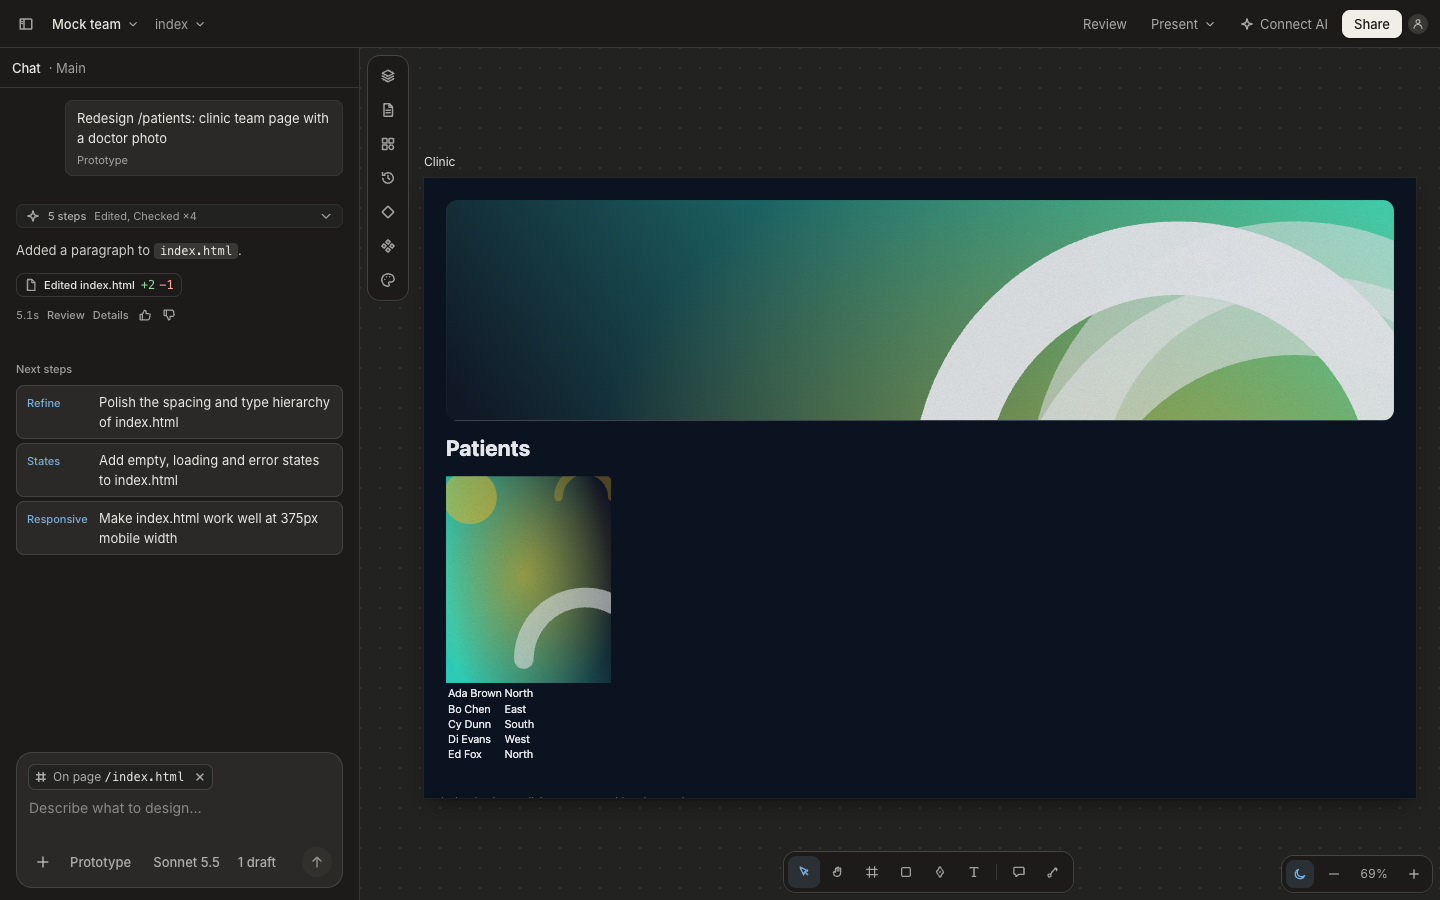 Mock team
index
Review
Present
Connect AI
Share
Chat · Main
Redesign /patients: clinic team page with
a doctor photo
Prototype
5 steps Edited, Checked ×4
Added a paragraph to index.html.
Edited index.html +2 −1
5.1s Review Details
Next steps
Refine Polish the spacing and type hierarchy
of index.html
States Add empty, loading and error states
to index.html
Responsive Make index.html work well at 375px
mobile width
On page /index.html
Describe what to design...
Prototype Sonnet 5.5 1 draft
Clinic
Patients
Ada Brown North
Bo Chen East
Cy Dunn South
Di Evans West
Ed Fox North
69%